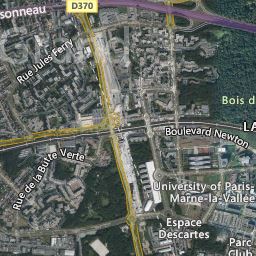 D370
sonneau
Rue Jules Ferry
Bois d
LA
Boulevard Newton
Rue de la Butte Verte
University of Paris-
Marne-la-Vallée
Espace
Descartes
Parc
Club